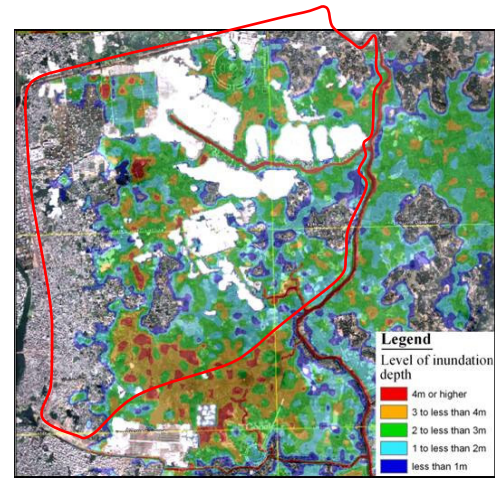 Legend
Level of inundation
depth
4m or higher
3 to less than 4m
2 to less than 3m
1 to less than 2m
less than 1m